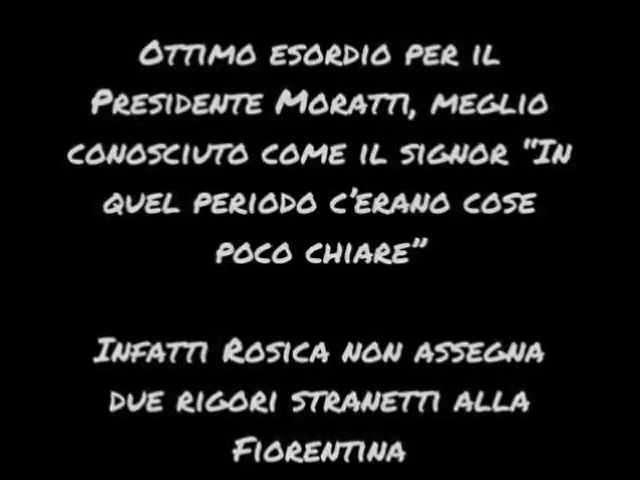 Ottimo esordio per il
Presidente Moratti, meglio
conosciuto come il signor "In
quel periodo c'erano cose
poco chiare"
Infatti Rosica non assegna
due rigori stranetti alla
Fiorentina